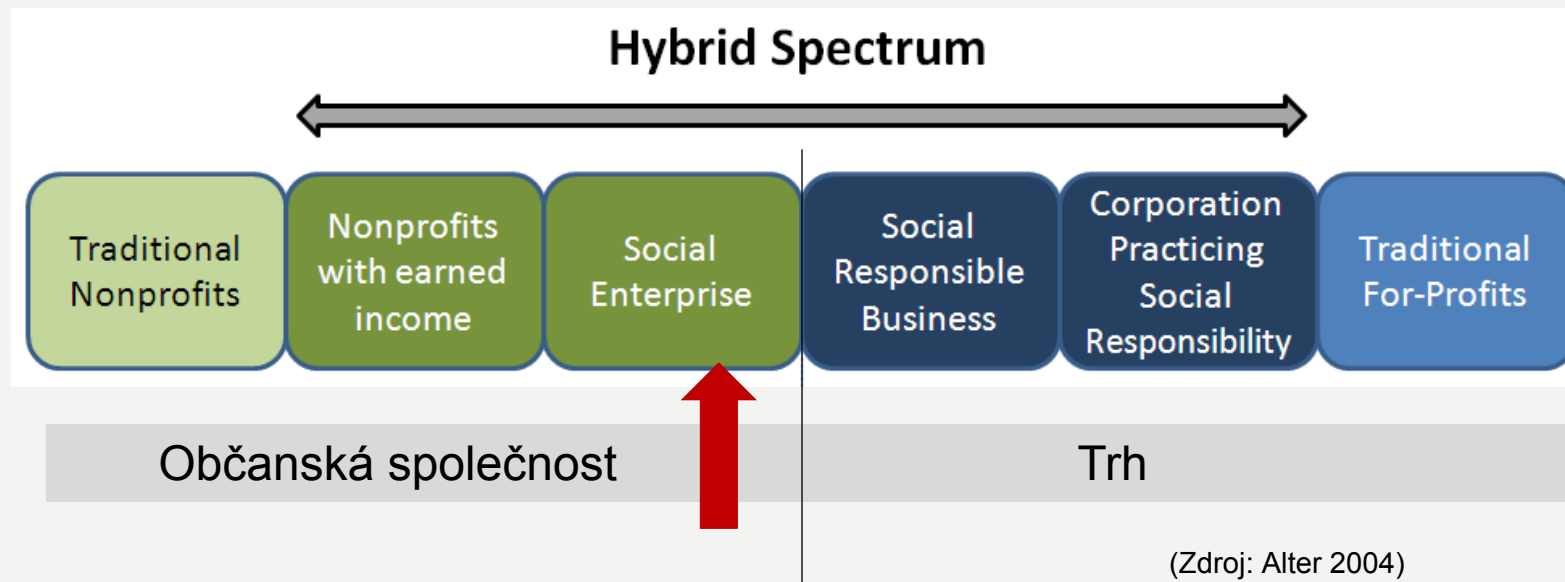 Hybrid Spectrum
Traditional
Nonprofits
Nonprofits
with earned
income
Social
Enterprise
Social
Responsible
Business
Corporation
Practicing
Social
Responsibility
Traditional
For-Profits
Občanská společnost
Trh
(Zdroj: Alter 2004)